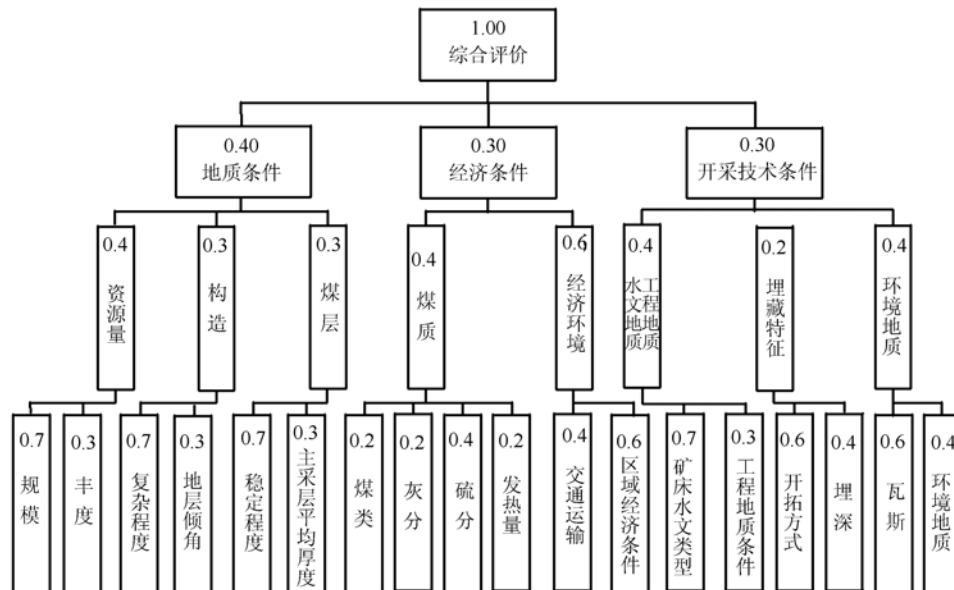 1.00
综合评价
0.40
地质条件
0.30
经济条件
0.30
开采技术条件
0.4
资源量
0.3
构造
0.3
煤层
0.4
煤质
0.6
经济环境
0.4
水文地质
工程地质
0.2
埋藏特征
0.4
环境地质
0.7
规模
0.3
丰度
0.7
复杂程度
0.3
地层倾角
0.7
稳定程度
0.3
主采层平均厚度
0.2
煤类
0.2
灰分
0.4
硫分
0.2
发热量
0.4
交通运输
0.6
区域经济条件
0.7
矿床水文类型
0.3
工程地质条件
0.6
开拓方式
0.4
埋深
0.6
瓦斯
0.4
环境地质